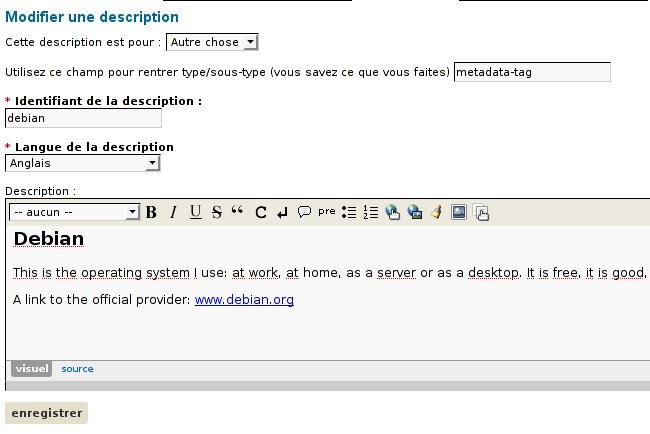 Modifier une description
Cette description est pour : Autre chose
Utilisez ce champ pour rentrer type/sous-type (vous savez ce que vous faites) metadata-tag
* Identifiant de la description :
debian
* Langue de la description
Anglais
Description :
-- aucun -- B I U S “ C pre
Debian
This is the operating system I use: at work, at home, as a server or as a desktop. It is free, it is good,
A link to the official provider: www.debian.org
visuel source
enregistrer